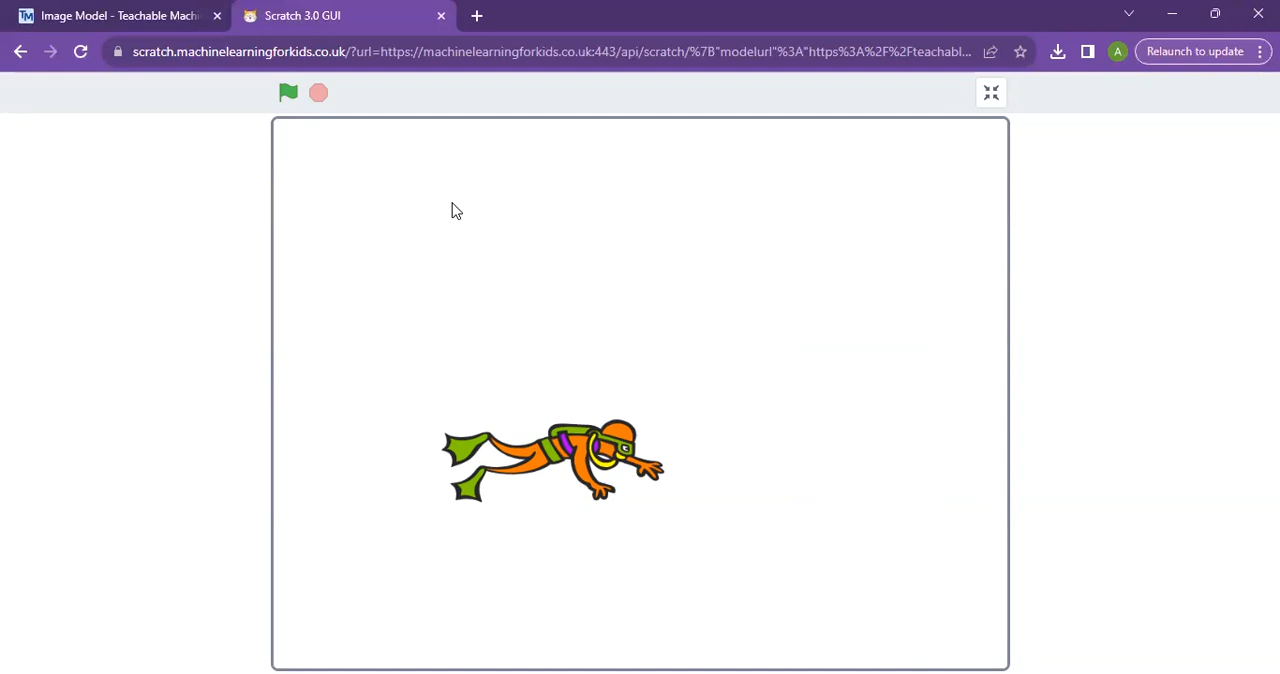 Image Model - Teachable Mach
Scratch 3.0 GUI
scratch.machinelearningforkids.co.uk/?url=https://machinelearningforkids.co.uk:443/api/scratch/%7B"modelurl"%3A"https%3A%2F%2Fteachabl...
A
Relaunch to update